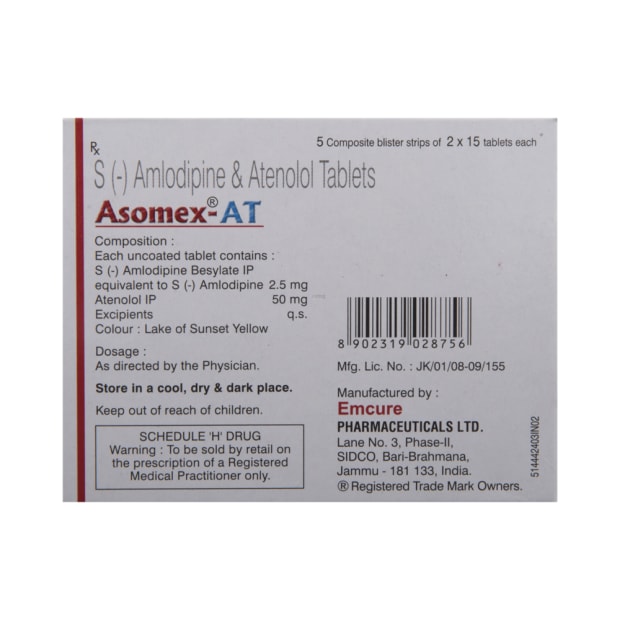 Rx
5 Composite blister strips of 2 x 15 tablets each
S (-) Amlodipine & Atenolol Tablets
Asomex®-AT
Composition :
Each uncoated tablet contains :
S (-) Amlodipine Besylate IP
equivalent to S (-) Amlodipine 2.5 mg
Atenolol IP 50 mg
Excipients q.s.
Colour : Lake of Sunset Yellow
Dosage :
As directed by the Physician.
Store in a cool, dry & dark place.
Keep out of reach of children.
SCHEDULE 'H' DRUG
Warning : To be sold by retail on
the prescription of a Registered
Medical Practitioner only.
8 902319 028756
Mfg. Lic. No. : JK/01/08-09/155
Manufactured by :
Emcure
PHARMACEUTICALS LTD.
Lane No. 3, Phase-II,
SIDCO, Bari-Brahmana,
Jammu - 181 133, India.
® Registered Trade Mark Owners.
514442403IN02